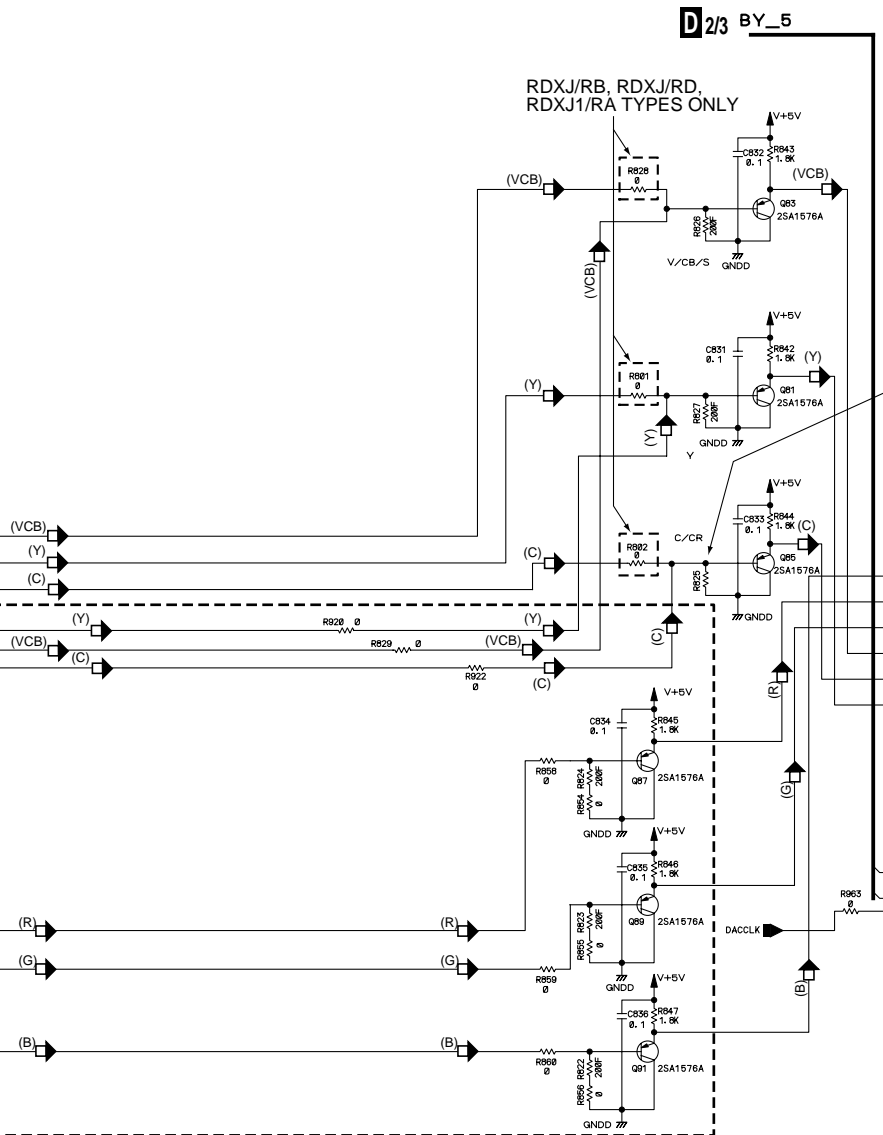 D 2/3 BY_5
RDXJ/RB, RDXJ/RD,
RDXJ1/RA TYPES ONLY
V+5V
C832
0.1
R843
1.8K
(VCB)
R828
0
(VCB)
Q83
2SA1576A
R826
200F
V/CB/S
GNDD
(VCB)
V+5V
C831
0.1
R842
1.8K
(Y)
R801
0
(Y)
Q81
2SA1576A
R827
200F
(Y)
GNDD
Y
V+5V
C833
0.1
R844
1.8K
(C)
(VCB)
(Y)
(C)
(C)
R802
0
C/CR
Q85
2SA1576A
R825
GNDD
(Y)
R920 0
(Y)
(VCB)
R829 0
(VCB)
(C)
R922
0
(C)
(C)
(R)
V+5V
C834
0.1
R845
1.8K
R858
0
R824
200F
R854
0
Q87
2SA1576A
GNDD
(G)
V+5V
C835
0.1
R846
1.8K
R823
200F
R855
0
Q89
2SA1576A
GNDD
(R)
(R)
(G)
(G)
R859
0
DACCLK
R963
0
(B)
V+5V
C836
0.1
R847
1.8K
(B)
(B)
R860
0
R822
200F
R856
0
Q91
2SA1576A
GNDD